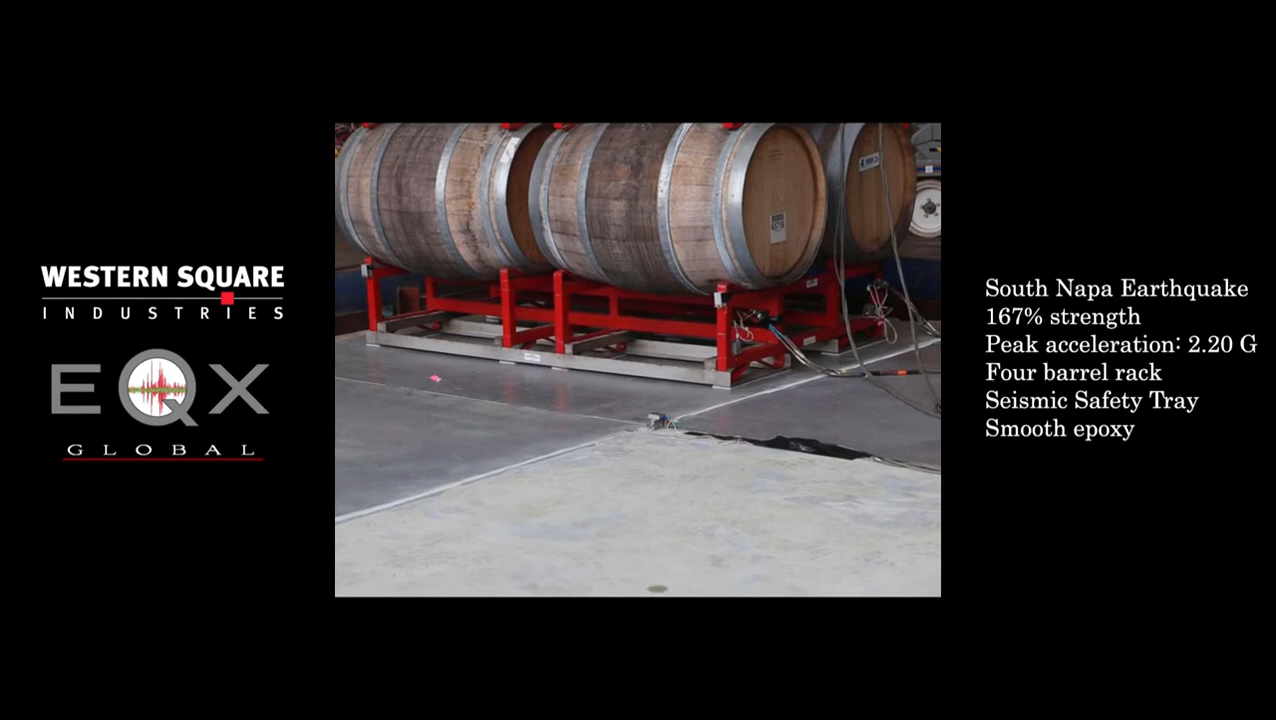 WESTERN SQUARE
INDUSTRIES
EQX
GLOBAL
South Napa Earthquake
167% strength
Peak acceleration: 2.20 G
Four barrel rack
Seismic Safety Tray
Smooth epoxy